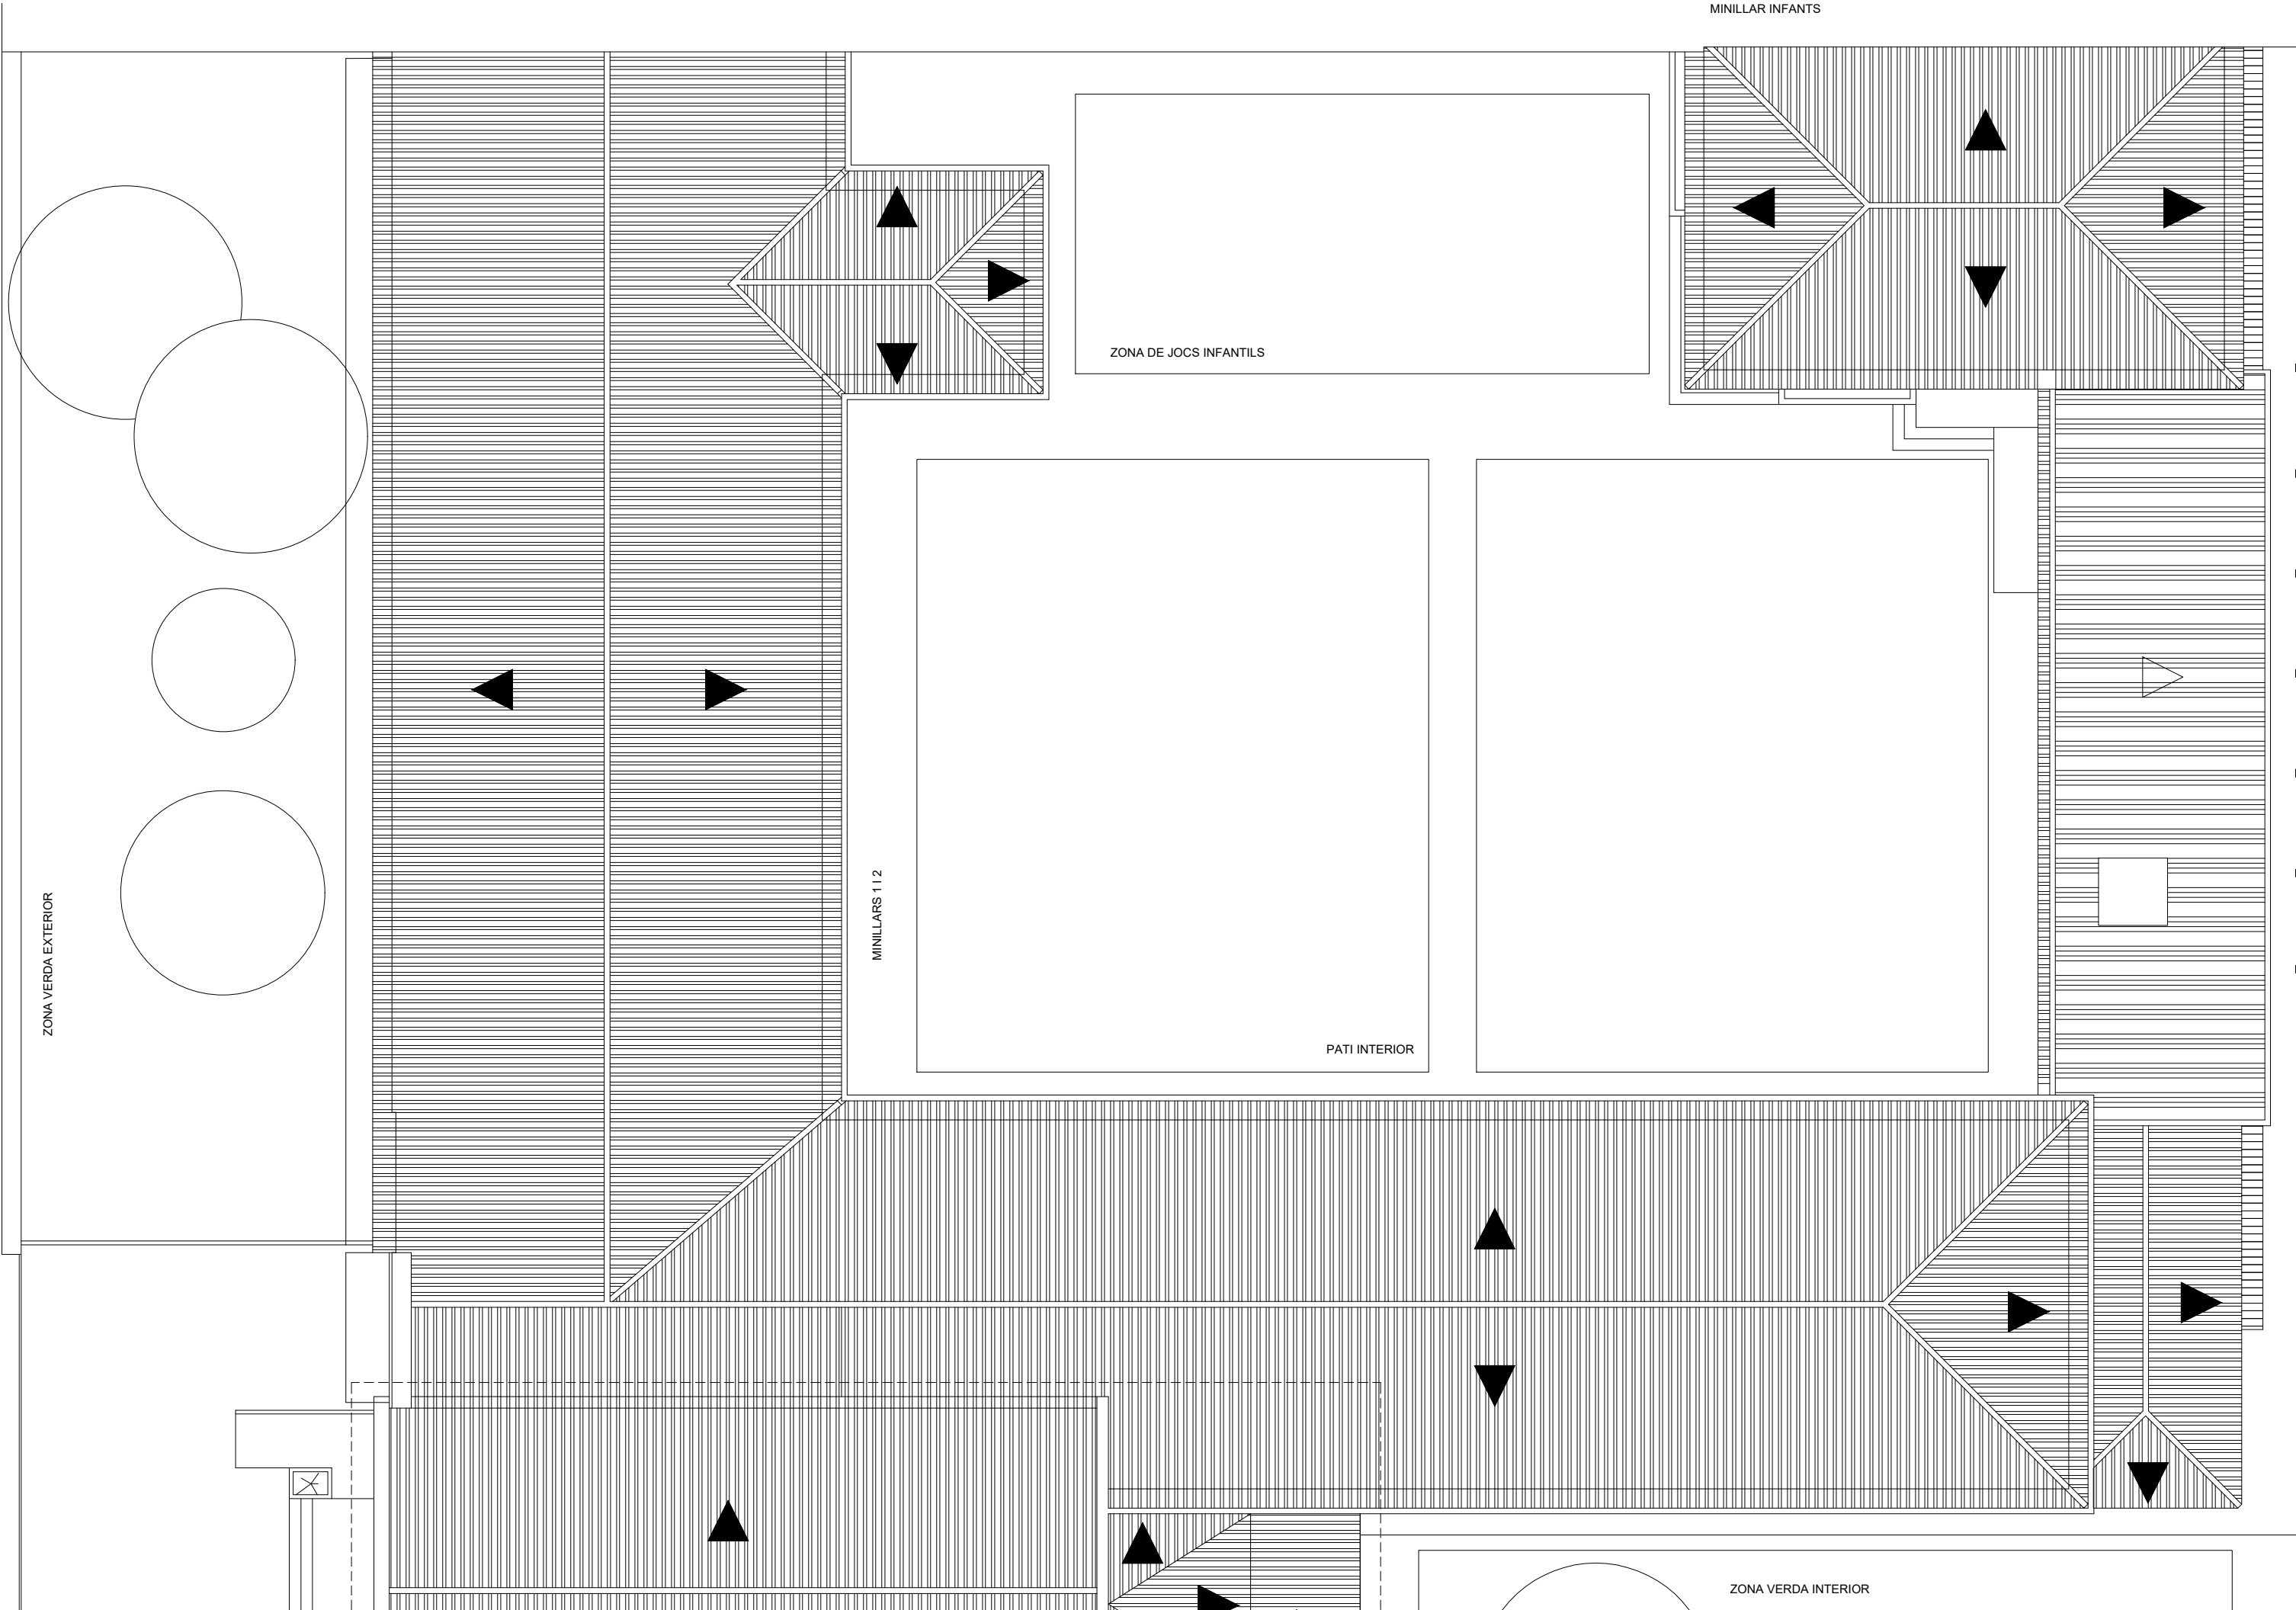 MINILLAR INFANTS
ZONA DE JOCS INFANTILS
MINILLARS 1 I 2
ZONA VERDA EXTERIOR
PATI INTERIOR
ZONA VERDA INTERIOR